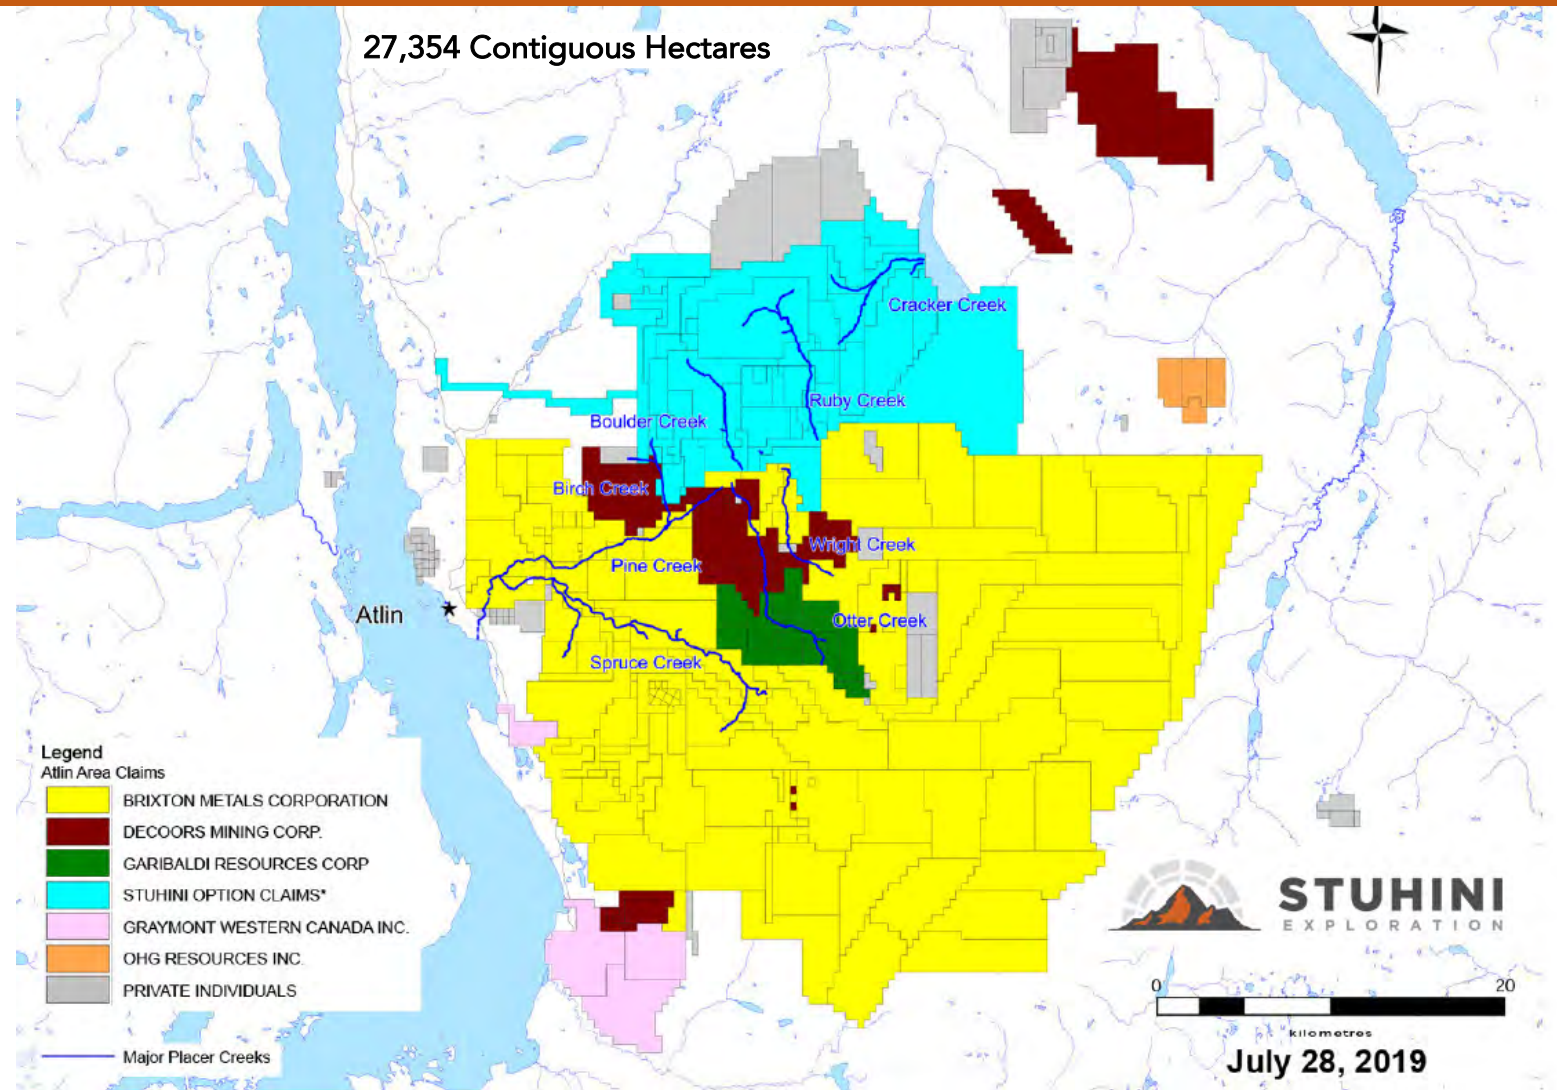 27,354 Contiguous Hectares
Cracker Creek
Ruby Creek
Boulder Creek
Birch Creek
Wright Creek
Pine Creek
Atlin
Otter Creek
Spruce Creek
Legend
Atlin Area Claims
BRIXTON METALS CORPORATION
DECOORS MINING CORP.
GARIBALDI RESOURCES CORP
STUHINI OPTION CLAIMS*
GRAYMONT WESTERN CANADA INC.
OHG RESOURCES INC.
PRIVATE INDIVIDUALS
Major Placer Creeks
STUHINI
EXPLORATION
0 20
kilometres
July 28, 2019